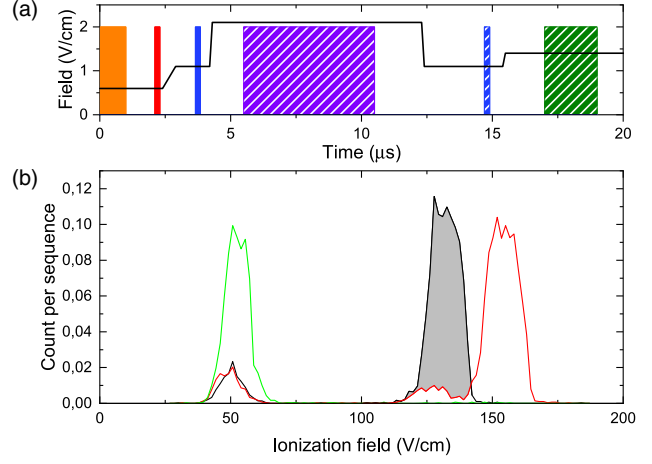 (a)
Field (V/cm)
2
1
0
0 5 10 15 20
Time (μs)
(b)
Count per sequence
0,12
0,10
0,08
0,06
0,04
0,02
0,00
0 50 100 150 200
Ionization field (V/cm)